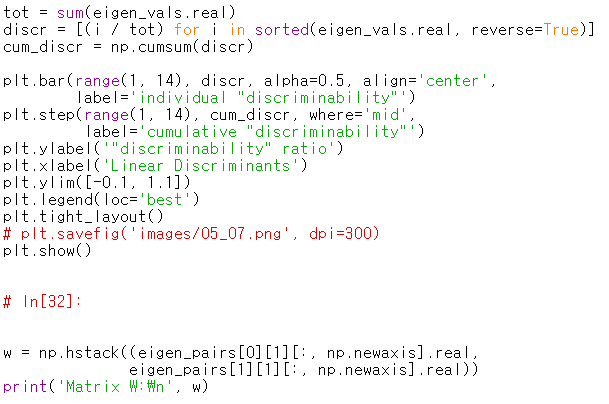 tot = sum(eigen_vals.real)
discr = [(i / tot) for i in sorted(eigen_vals.real, reverse=True)]
cum_discr = np.cumsum(discr)

plt.bar(range(1, 14), discr, alpha=0.5, align='center',
        label='individual "discriminability"')
plt.step(range(1, 14), cum_discr, where='mid',
         label='cumulative "discriminability"')
plt.ylabel('"discriminability" ratio')
plt.xlabel('Linear Discriminants')
plt.ylim([-0.1, 1.1])
plt.legend(loc='best')
plt.tight_layout()
# plt.savefig('images/05_07.png', dpi=300)
plt.show()

# In[32]:

w = np.hstack((eigen_pairs[0][1][:, np.newaxis].real,
              eigen_pairs[1][1][:, np.newaxis].real))
print('Matrix W:₩n', w)